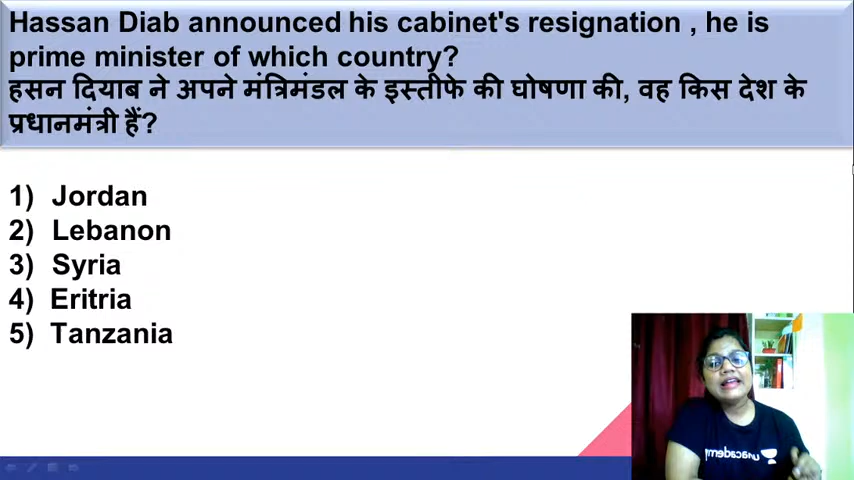 Hassan Diab announced his cabinet's resignation , he is
prime minister of which country?
हसन दियाब ने अपने मंत्रिमंडल के इस्तीफे की घोषणा की, वह किस देश के
प्रधानमंत्री हैं?
1) Jordan
2) Lebanon
3) Syria
4) Eritria
5) Tanzania
unacademy